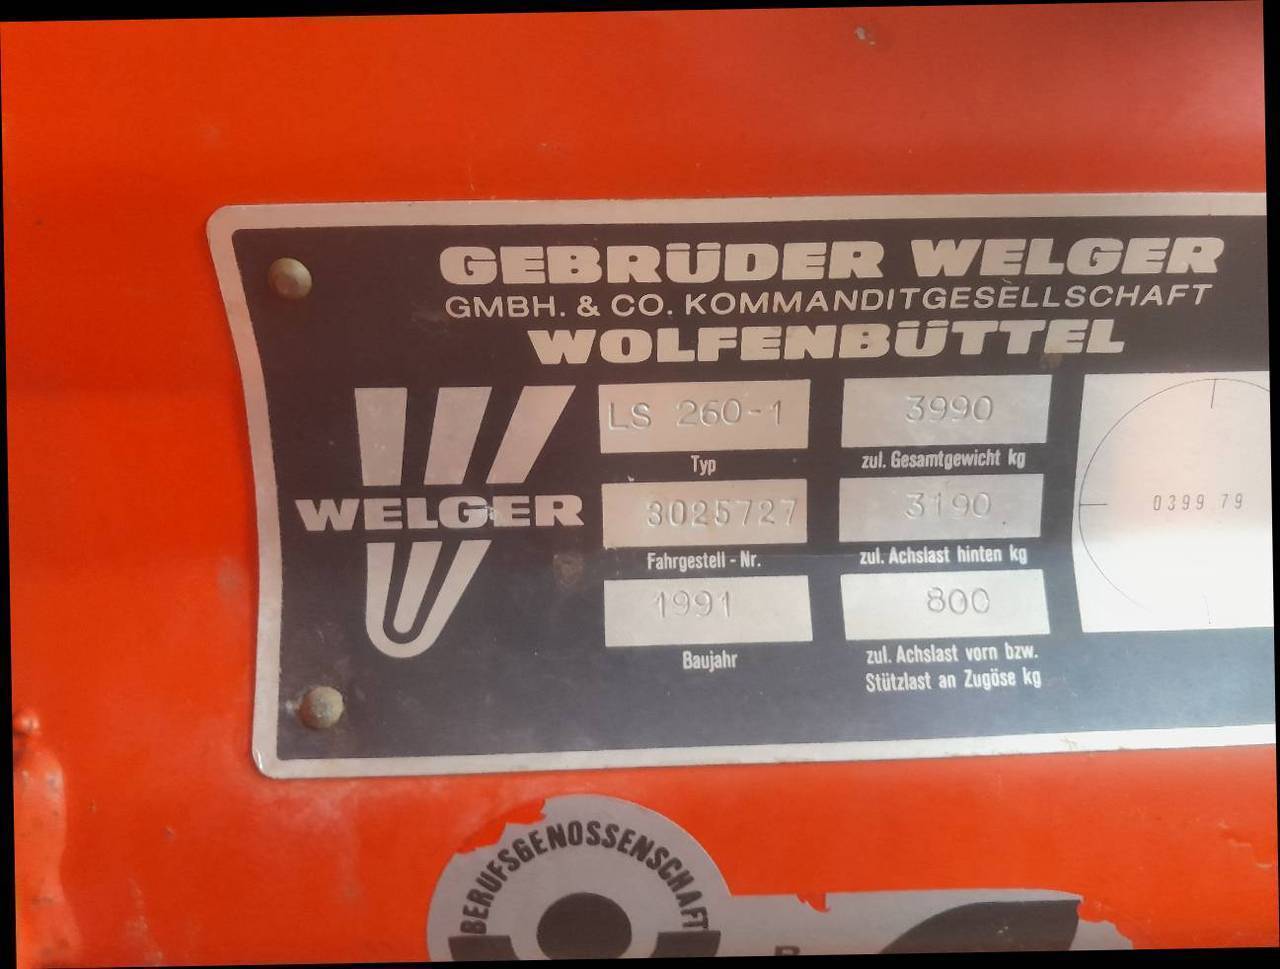 GEBRÜDER WELGER
GMBH. & CO. KOMMANDITGESELLSCHAFT
WOLFENBÜTTEL
WELGER
LS 260-1
Typ
3025727
Fahrgestell - Nr.
1991
Baujahr
3990
zul. Gesamtgewicht kg
3190
zul. Achslast hinten kg
800
zul. Achslast vorn bzw.
Stützlast an Zugöse kg
0399 79
BERUFSGENOSSENSCHAFT